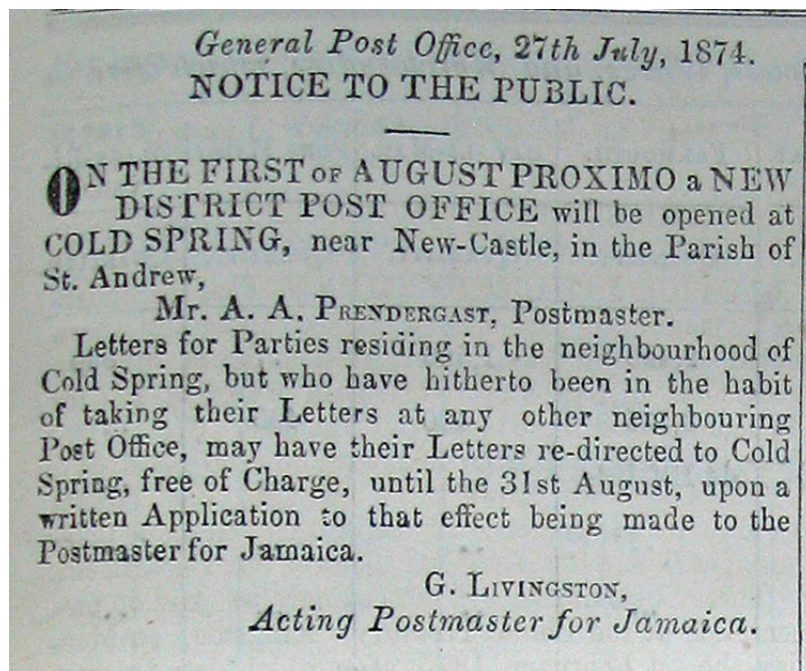 General Post Office, 27th July, 1874.
NOTICE TO THE PUBLIC.
ON THE FIRST OF AUGUST PROXIMO a NEW
DISTRICT POST OFFICE will be opened at
COLD SPRING, near New-Castle, in the Parish of
St. Andrew,
Mr. A. A. PRENDERGAST, Postmaster.
Letters for Parties residing in the neighbourhood of
Cold Spring, but who have hitherto been in the habit
of taking their Letters at any other neighbouring
Post Office, may have their Letters re-directed to Cold
Spring, free of Charge, until the 31st August, upon a
written Application to that effect being made to the
Postmaster for Jamaica.
G. LIVINGSTON,
Acting Postmaster for Jamaica.